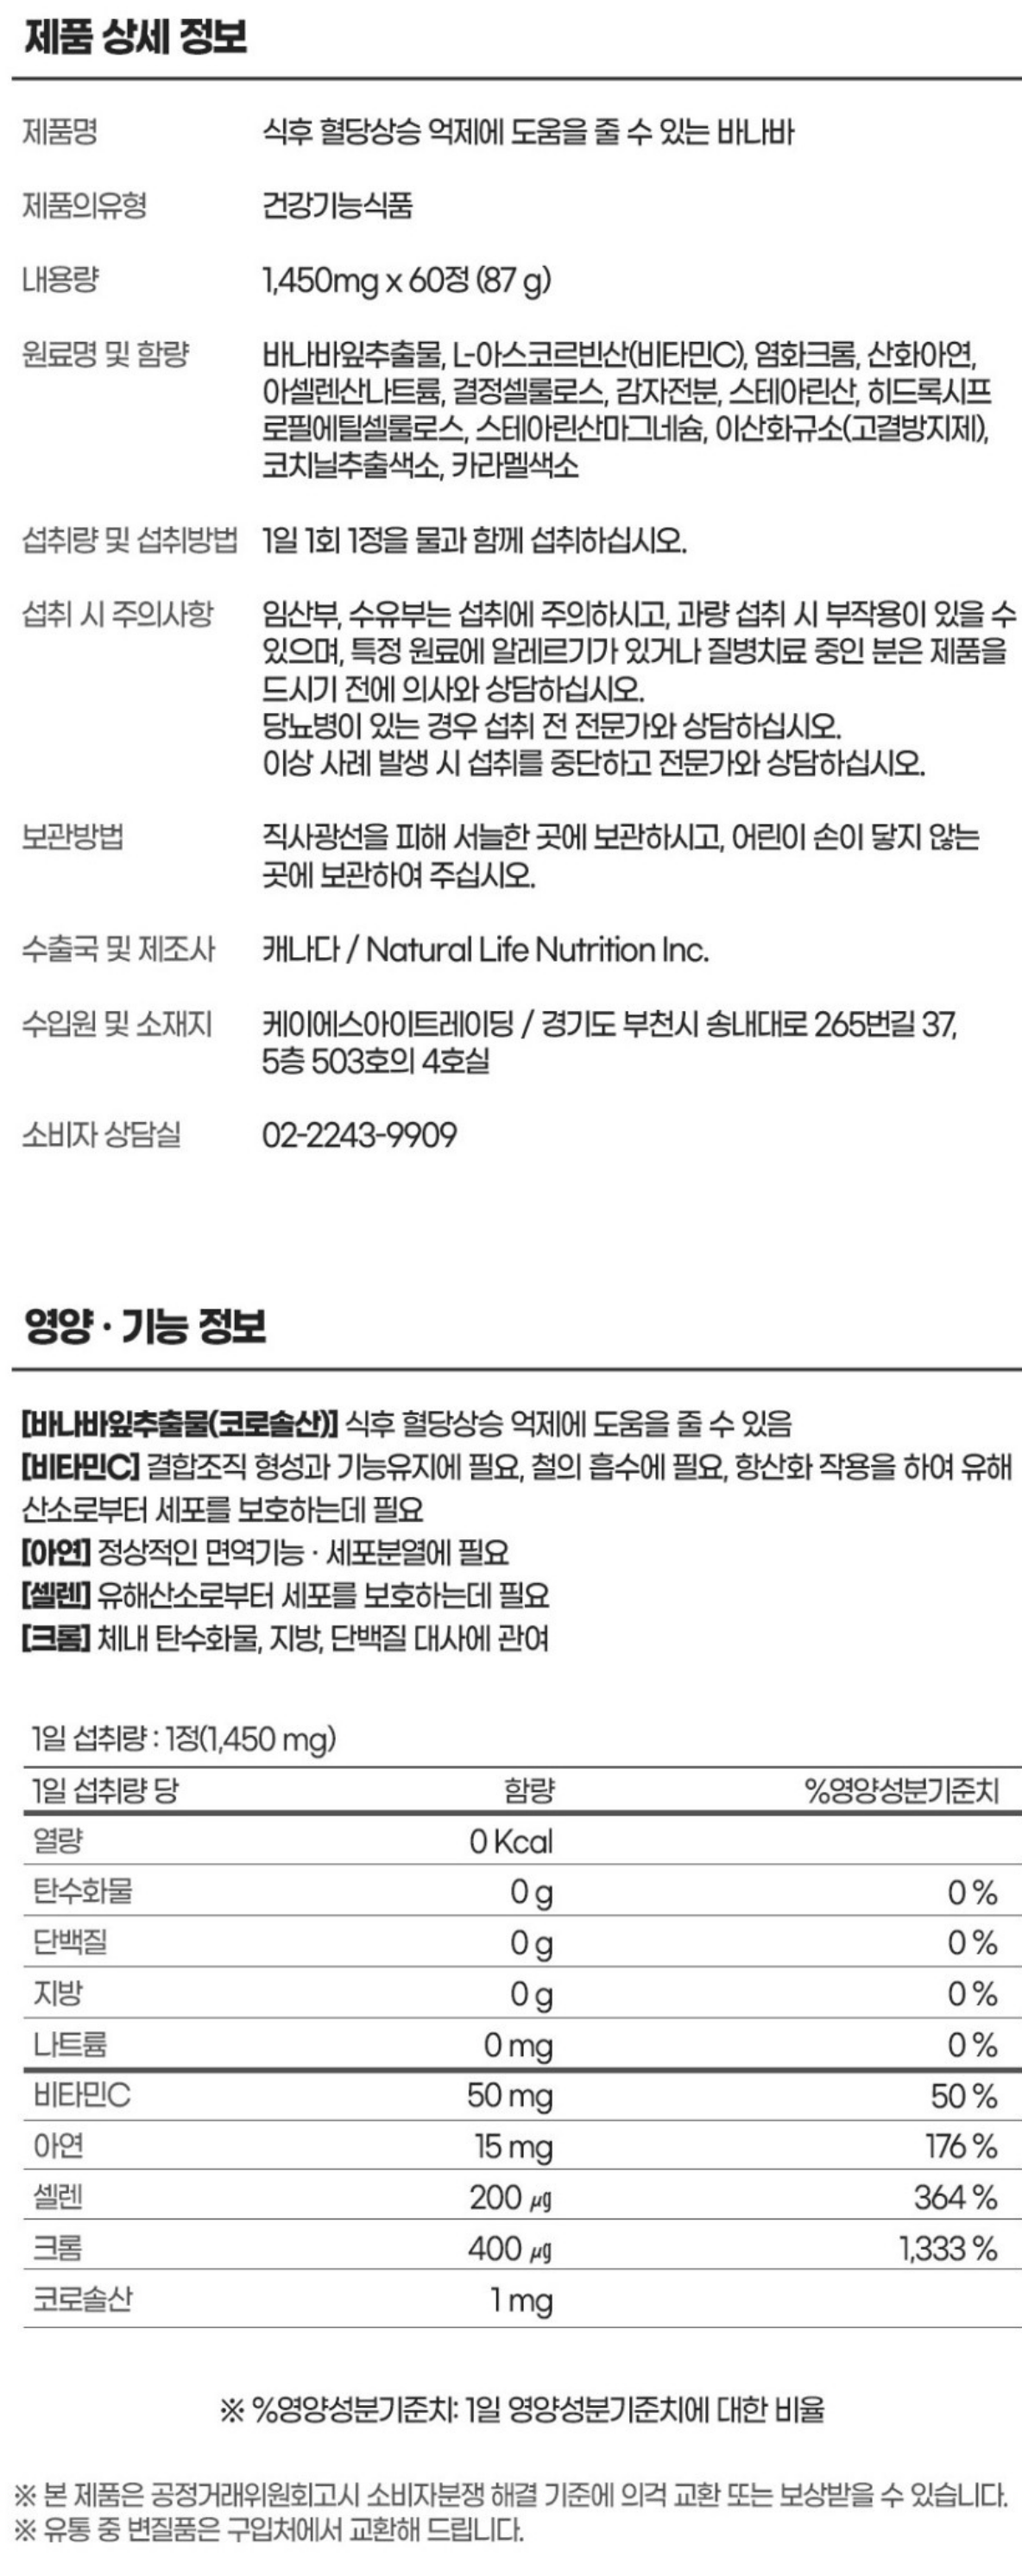 제품 상세 정보
제품명 식후 혈당상승 억제에 도움을 줄 수 있는 바나바
제품의유형 건강기능식품
내용량 1,450mg x 60정 (87 g)
원료명 및 함량 바나바잎추출물, L-아스코르빈산(비타민C), 염화크롬, 산화아연,
아셀렌산나트륨, 결정셀룰로스, 감자전분, 스테아린산, 히드록시프
로필에틸셀룰로스, 스테아린산마그네슘, 이산화규소(고결방지제),
코치닐추출색소, 카라멜색소
섭취량 및 섭취방법 1일 1회 1정을 물과 함께 섭취하십시오.
섭취 시 주의사항 임산부, 수유부는 섭취에 주의하시고, 과량 섭취 시 부작용이 있을 수
있으며, 특정 원료에 알레르기가 있거나 질병치료 중인 분은 제품을
드시기 전에 의사와 상담하십시오.
당뇨병이 있는 경우 섭취 전 전문가와 상담하십시오.
이상 사례 발생 시 섭취를 중단하고 전문가와 상담하십시오.
보관방법 직사광선을 피해 서늘한 곳에 보관하시고, 어린이 손이 닿지 않는
곳에 보관하여 주십시오.
수출국 및 제조사 캐나다 / Natural Life Nutrition Inc.
수입원 및 소재지 케이에스아이트레이딩 / 경기도 부천시 송내대로 265번길 37,
5층 503호의 4호실
소비자 상담실 02-2243-9909
영양 · 기능 정보
[바나바잎추출물(코로솔산)] 식후 혈당상승 억제에 도움을 줄 수 있음
[비타민C] 결합조직 형성과 기능유지에 필요, 철의 흡수에 필요, 항산화 작용을 하여 유해
산소로부터 세포를 보호하는데 필요
[아연] 정상적인 면역기능 · 세포분열에 필요
[셀렌] 유해산소로부터 세포를 보호하는데 필요
[크롬] 체내 탄수화물, 지방, 단백질 대사에 관여
1일 섭취량 : 1정(1,450 mg)
1일 섭취량 당 함량 %영양성분기준치
열량 0 Kcal
탄수화물 0 g 0 %
단백질 0 g 0 %
지방 0 g 0 %
나트륨 0 mg 0 %
비타민C 50 mg 50 %
아연 15 mg 176 %
셀렌 200 ㎍ 364 %
크롬 400 ㎍ 1,333 %
코로솔산 1 mg
※ %영양성분기준치: 1일 영양성분기준치에 대한 비율
※ 본 제품은 공정거래위원회고시 소비자분쟁 해결 기준에 의걱 교환 또는 보상받을 수 있습니다.
※ 유통 중 변질품은 구입처에서 교환해 드립니다.